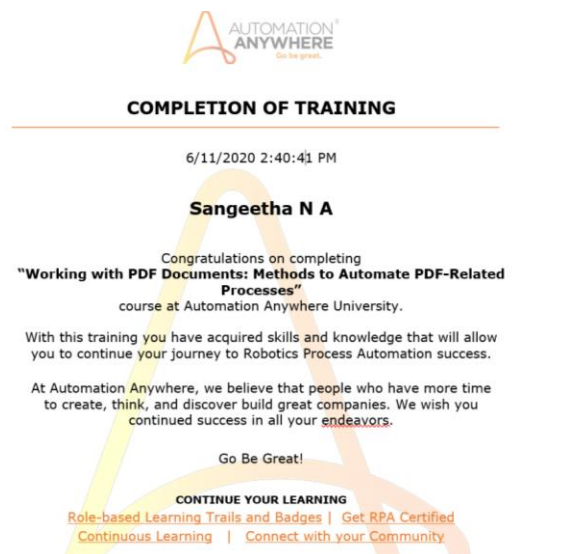 AUTOMATION
ANYWHERE
Go be great.
COMPLETION OF TRAINING
6/11/2020 2:40:41 PM
Sangeetha N A
Congratulations on completing
“Working with PDF Documents: Methods to Automate PDF-Related
Processes”
course at Automation Anywhere University.
With this training you have acquired skills and knowledge that will allow
you to continue your journey to Robotics Process Automation success.
At Automation Anywhere, we believe that people who have more time
to create, think, and discover build great companies. We wish you
continued success in all your endeavors.
Go Be Great!
CONTINUE YOUR LEARNING
Role-based Learning Trails and Badges | Get RPA Certified
Continuous Learning | Connect with your Community